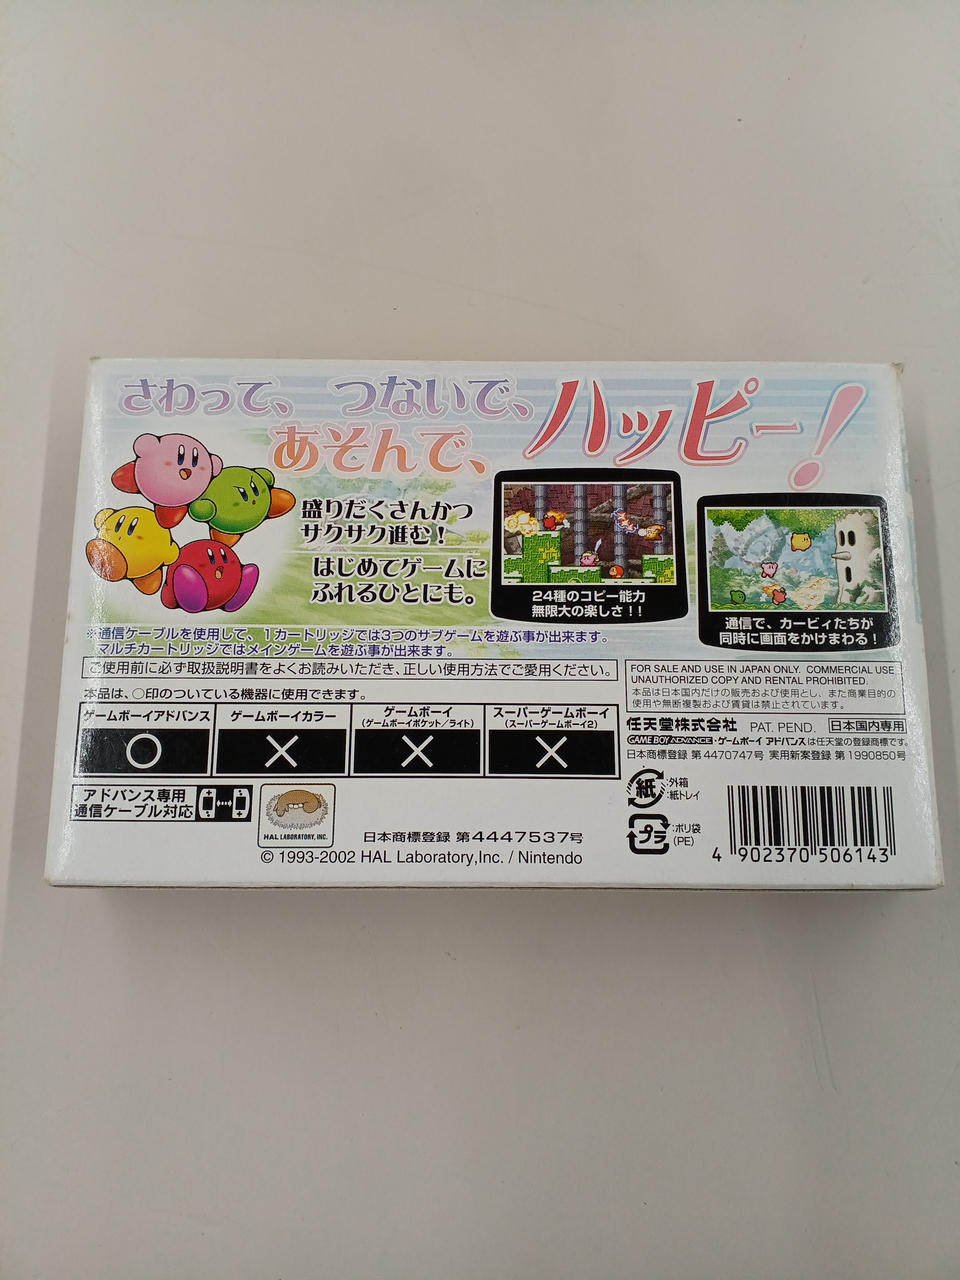 さわって、 つないで、
あそんで、
ハッピー!
盛りだくさんかつ
サクサク進む!
はじめてゲームに
ふれるひとにも。
24種のコピー能力
無限大の楽しさ!!
通信で、カービィたちが
同時に画面をかけまわる!
※通信ケーブルを使用して、1カートリッジでは3つのサブゲームを遊ぶ事が出来ます。
マルチカートリッジではメインゲームを遊ぶ事が出来ます。
ご使用前に必ず取扱説明書をよくお読みいただき、正しい使用方法でご愛用ください。
本品は、○印のついている機器に使用できます。
ゲームボーイアドバンス
○
ゲームボーイカラー
×
ゲームボーイ
(ゲームボーイポケット/ライト)
×
スーパーゲームボーイ
(スーパーゲームボーイ2)
×
アドバンス専用
通信ケーブル対応
HAL LABORATORY, INC.
日本商標登録 第4447537号
© 1993-2002 HAL Laboratory,Inc. / Nintendo
FOR SALE AND USE IN JAPAN ONLY. COMMERCIAL USE
UNAUTHORIZED COPY AND RENTAL PROHIBITED.
本品は日本国内だけの販売および使用とし、また商業目的の
使用や無断複製および賃貸は禁止されています。
任天堂株式会社 PAT. PEND. 日本国内専用
GAME BOY ADVANCE・ゲームボーイ アドバンスは任天堂の登録商標です。
日本商標登録 第4470747号 実用新案登録 第1990850号
紙
:外箱
:紙トレイ
プラ
:ポリ袋
(PE)
4 902370 506143